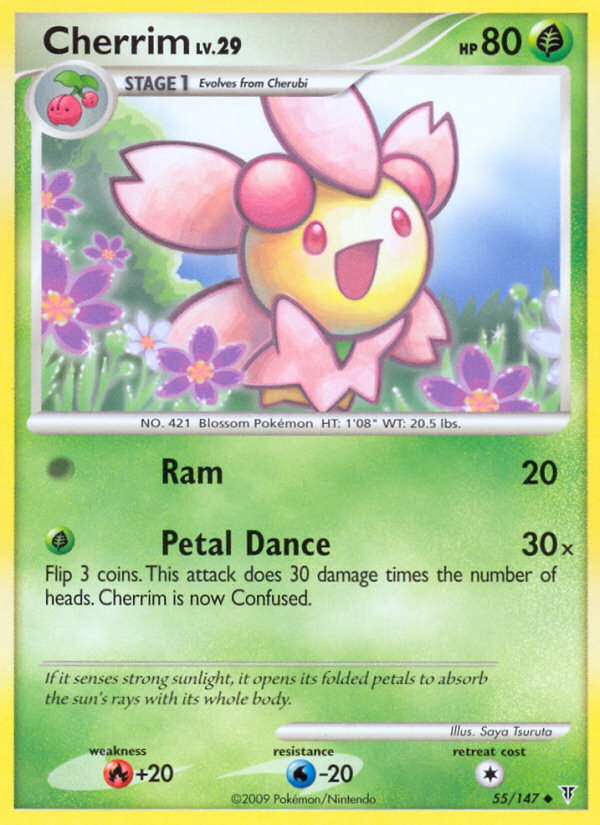 Cherrim LV.29
HP 80
STAGE 1 Evolves from Cherubi
NO. 421 Blossom Pokémon HT: 1'08" WT: 20.5 lbs.
Ram 20
Petal Dance 30x
Flip 3 coins. This attack does 30 damage times the number of
heads. Cherrim is now Confused.
If it senses strong sunlight, it opens its folded petals to absorb
the sun's rays with its whole body.
Illus. Saya Tsuruta
weakness resistance retreat cost
+20 -20
©2009 Pokémon/Nintendo 55/147